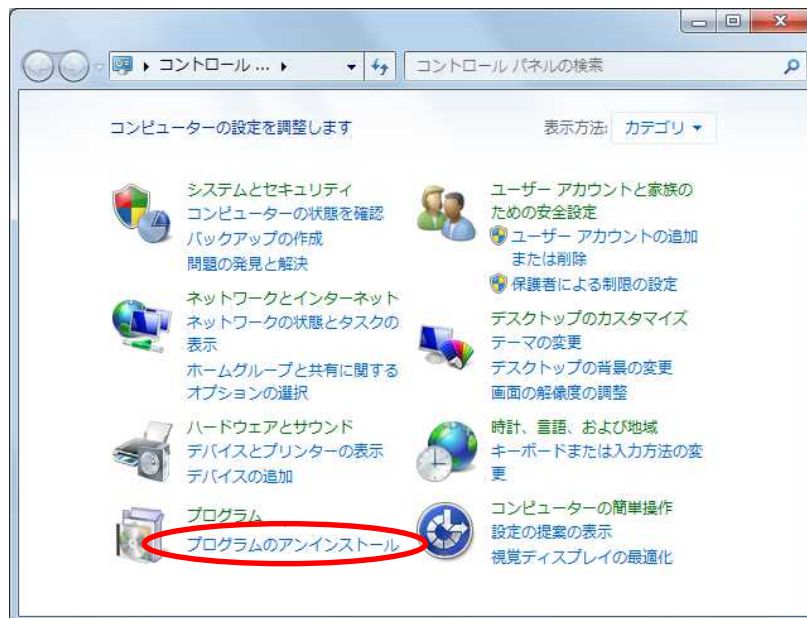 コントロール ...
コントロール パネルの検索
コンピューターの設定を調整します
表示方法:
カテゴリ
システムとセキュリティ
コンピューターの状態を確認
バックアップの作成
問題の発見と解決
ネットワークとインターネット
ネットワークの状態とタスクの
表示
ホームグループと共有に関する
オプションの選択
ハードウェアとサウンド
デバイスとプリンターの表示
デバイスの追加
プログラム
プログラムのアンインストール
ユーザー アカウントと家族の
ための安全設定
ユーザー アカウントの追加
または削除
保護者による制限の設定
デスクトップのカスタマイズ
テーマの変更
デスクトップの背景の変更
画面の解像度の調整
時計、言語、および地域
キーボードまたは入力方法の変
更
コンピューターの簡単操作
設定の提案の表示
視覚ディスプレイの最適化